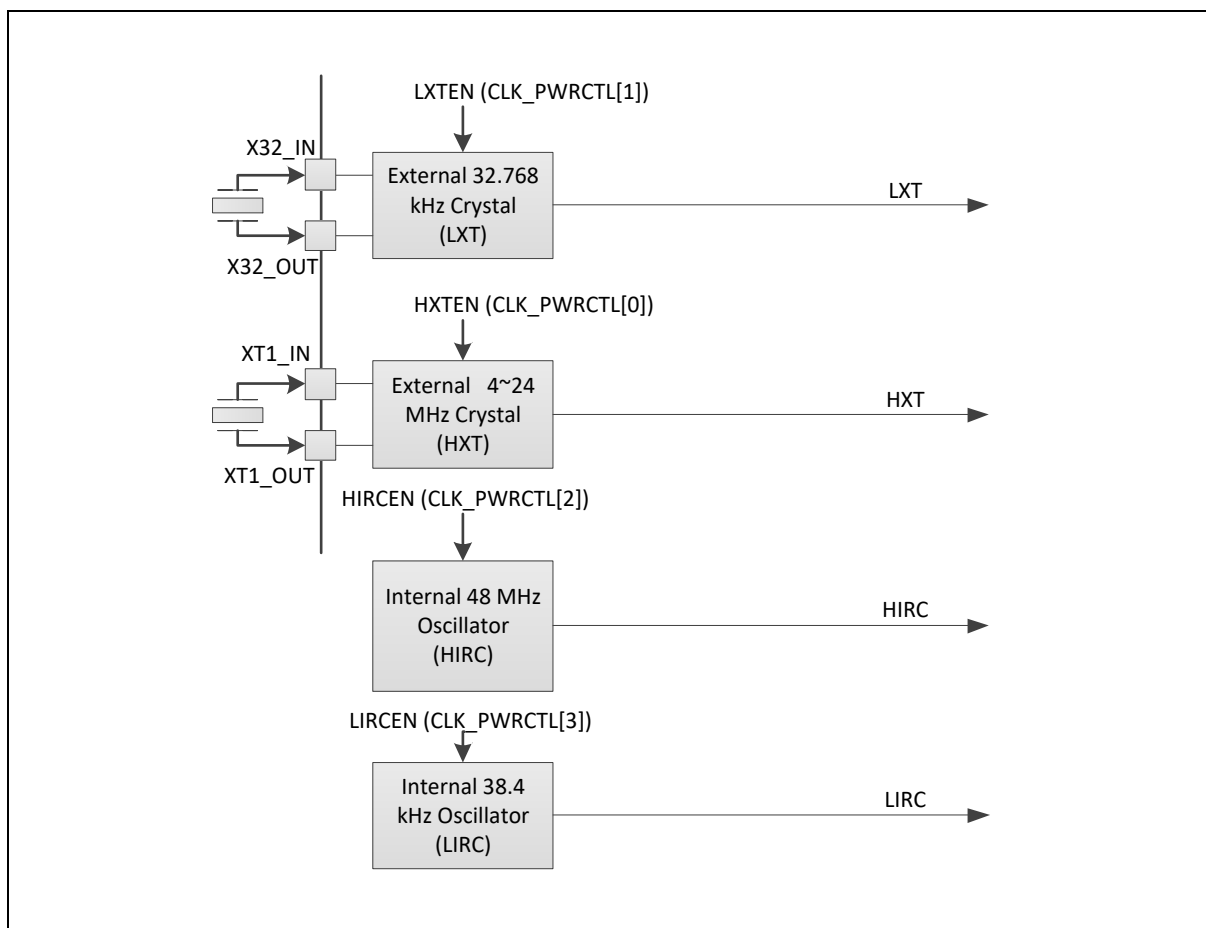 LXTEN (CLK_PWRCTL[1])
X32_IN
External 32.768
kHz Crystal
(LXT)
LXT
X32_OUT
HXTEN (CLK_PWRCTL[0])
XT1_IN
External 4~24
MHz Crystal
(HXT)
HXT
XT1_OUT
HIRCEN (CLK_PWRCTL[2])
Internal 48 MHz
Oscillator
(HIRC)
HIRC
LIRCEN (CLK_PWRCTL[3])
Internal 38.4
kHz Oscillator
(LIRC)
LIRC